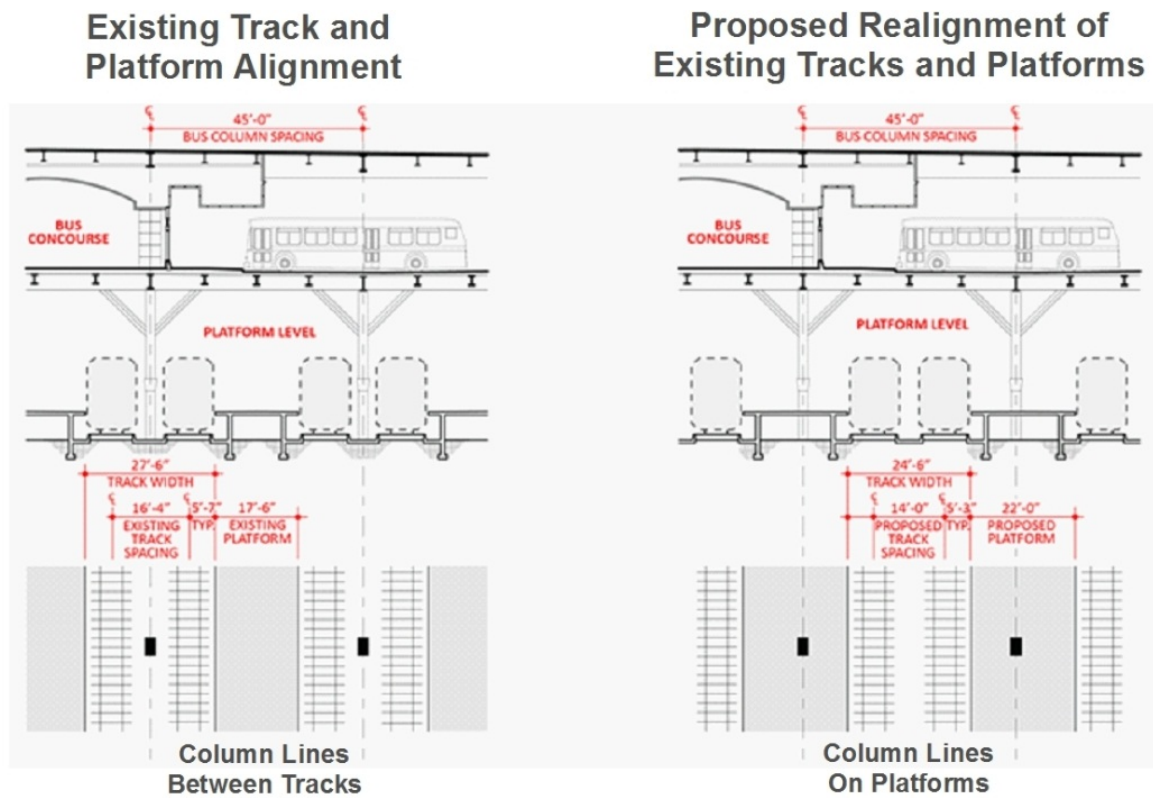 Existing Track and
Platform Alignment
℄ ℄
45'-0"
BUS COLUMN SPACING
BUS
CONCOURSE
PLATFORM LEVEL
27'-6"
TRACK WIDTH
℄ ℄
16'-4" 5'-7" 17'-6"
EXISTING TYP. EXISTING
TRACK PLATFORM
SPACING
Column Lines
Between Tracks
Proposed Realignment of
Existing Tracks and Platforms
℄ ℄
45'-0"
BUS COLUMN SPACING
BUS
CONCOURSE
PLATFORM LEVEL
24'-6"
TRACK WIDTH
℄ ℄
14'-0" 5'-3" 22'-0"
PROPOSED TYP. PROPOSED
TRACK PLATFORM
SPACING
Column Lines
On Platforms